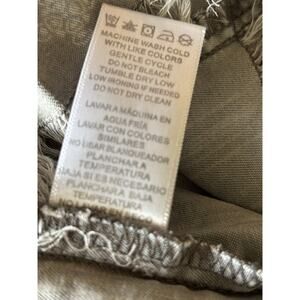 MACHINE WASH COLD
WITH LIKE COLORS
GENTLE CYCLE
DO NOT BLEACH
TUMBLE DRY LOW
LOW IRONING IF NEEDED
DO NOT DRY CLEAN
LAVAR A MÁQUINA EN
AGUA FRÍA
LAVAR CON COLORES
SIMILARES
NO USAR BLANQUEADOR
PLANCHAR A
TEMPERATURA
BAJA SI ES NECESARIO
PLANCHAR A BAJA
TEMPERATURA